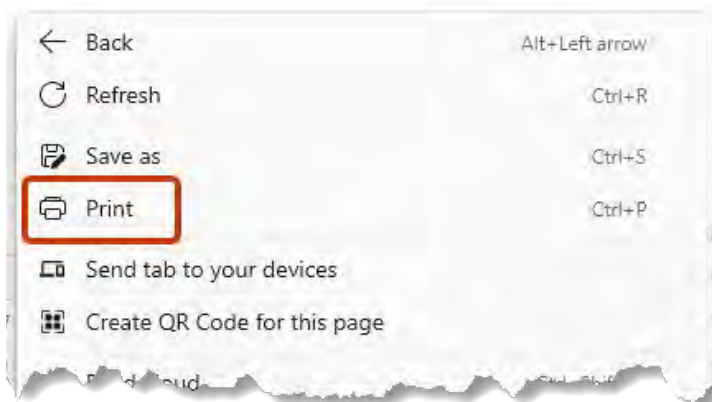 Back Alt+Left arrow
Refresh Ctrl+R
Save as Ctrl+S
Print Ctrl+P
Send tab to your devices
Create QR Code for this page